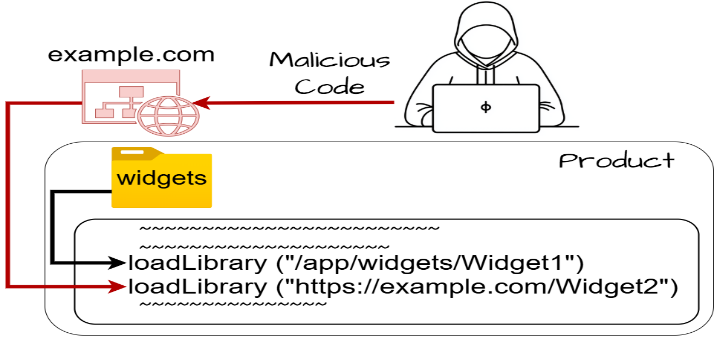 example.com
Malicious
Code
Product
widgets
~~~~~~~~~~~~~~~~~~~~~~~~
~~~~~~~~~~~~~~~~~~~~
loadLibrary ("/app/widgets/Widget1")
loadLibrary ("https://example.com/Widget2")
~~~~~~~~~~~~~~~